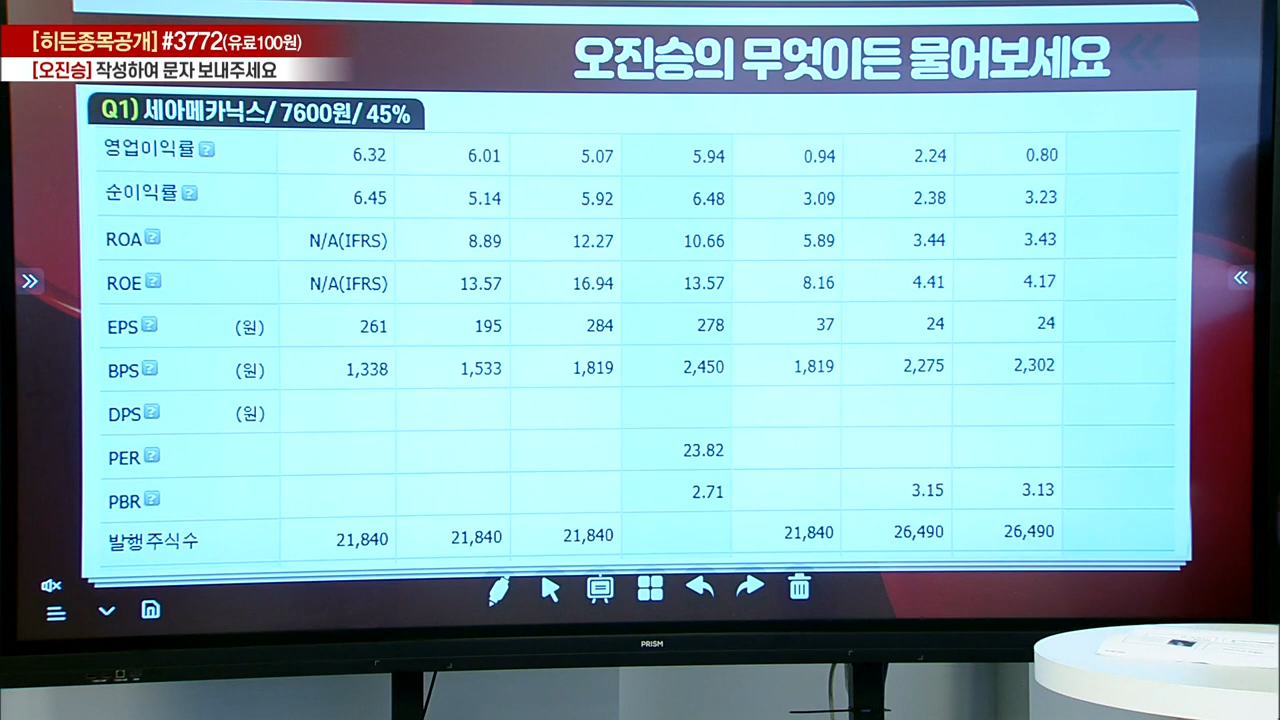 [히든종목공개] #3772(유료100원)
[오진승] 작성하여 문자 보내주세요
오진승의 무엇이든 물어보세요
Q1) 세아메카닉스/ 7600원/ 45%
영업이익률 ? 6.32 6.01 5.07 5.94 0.94 2.24 0.80
순이익률 ? 6.45 5.14 5.92 6.48 3.09 2.38 3.23
ROA ? N/A(IFRS) 8.89 12.27 10.66 5.89 3.44 3.43
ROE ? N/A(IFRS) 13.57 16.94 13.57 8.16 4.41 4.17
EPS ? (원) 261 195 284 278 37 24 24
BPS ? (원) 1,338 1,533 1,819 2,450 1,819 2,275 2,302
DPS ? (원)
PER ? 23.82
PBR ? 2.71 3.15 3.13
발행주식수 21,840 21,840 21,840 21,840 26,490 26,490
PRISM